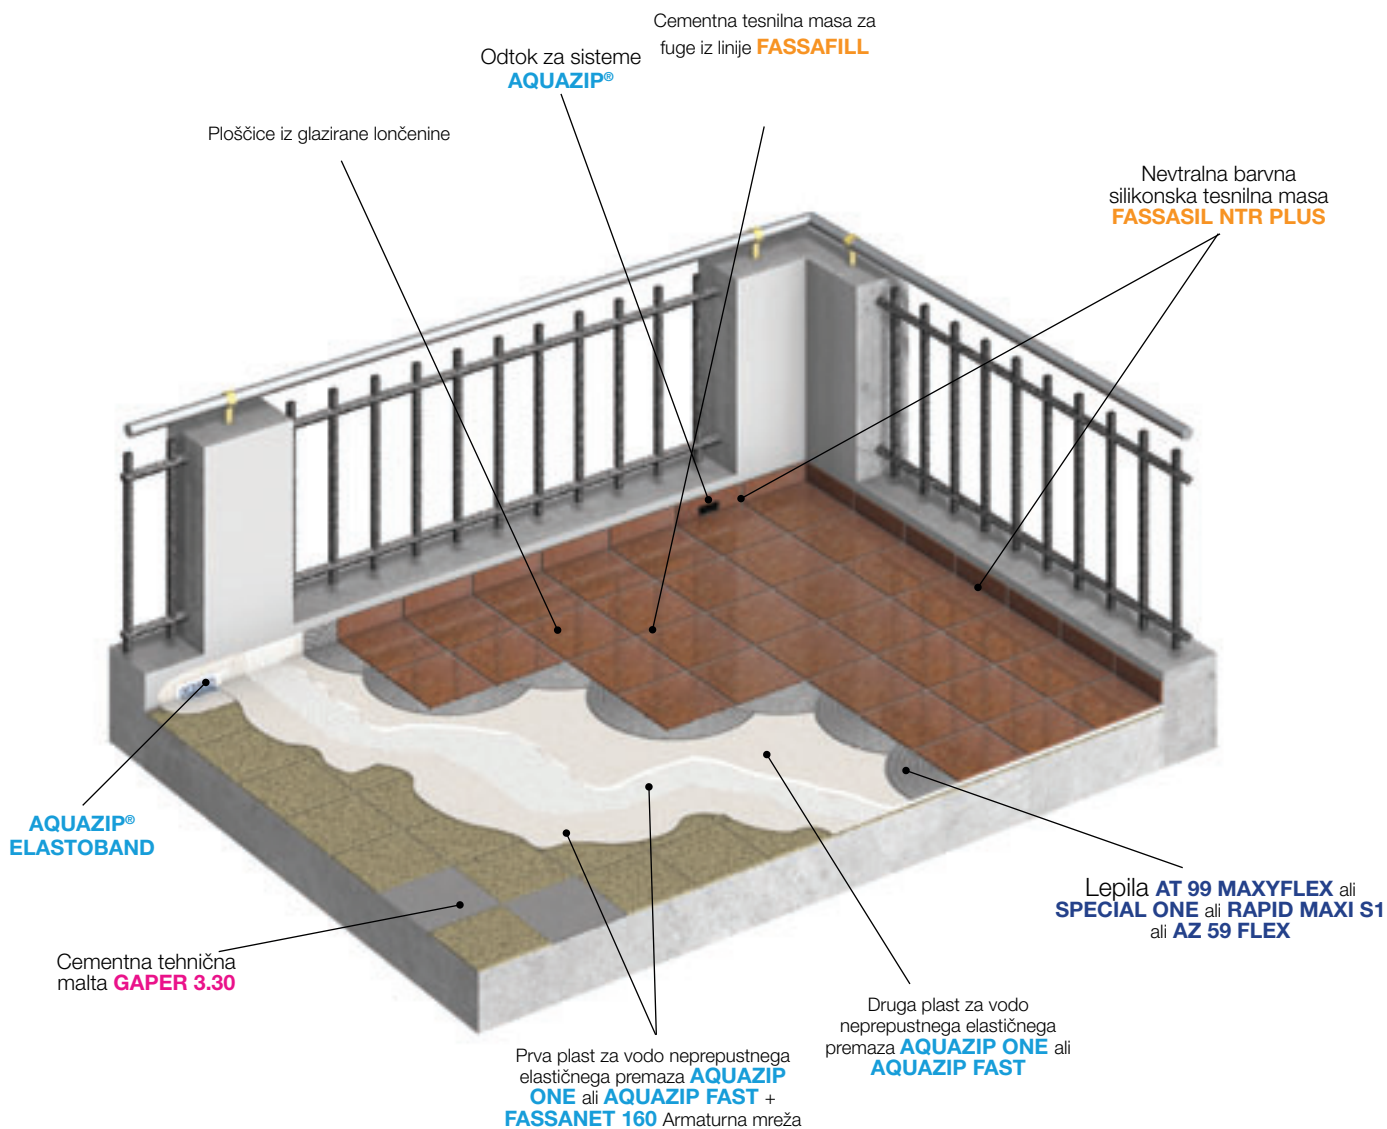 Cementna tesnilna masa za
fuge iz linije FASSAFILL
Odtok za sisteme
AQUAZIP®
Ploščice iz glazirane lončenine
Nevtralna barvna
silikonska tesnilna masa
FASSASIL NTR PLUS
AQUAZIP®
ELASTOBAND
Lepila AT 99 MAXYFLEX ali
SPECIAL ONE ali RAPID MAXI S1
ali AZ 59 FLEX
Cementna tehnična
malta GAPER 3.30
Druga plast za vodo
neprepustnega elastičnega
premaza AQUAZIP ONE ali
AQUAZIP FAST
Prva plast za vodo neprepustnega
elastičnega premaza AQUAZIP
ONE ali AQUAZIP FAST +
FASSANET 160 Armaturna mreža